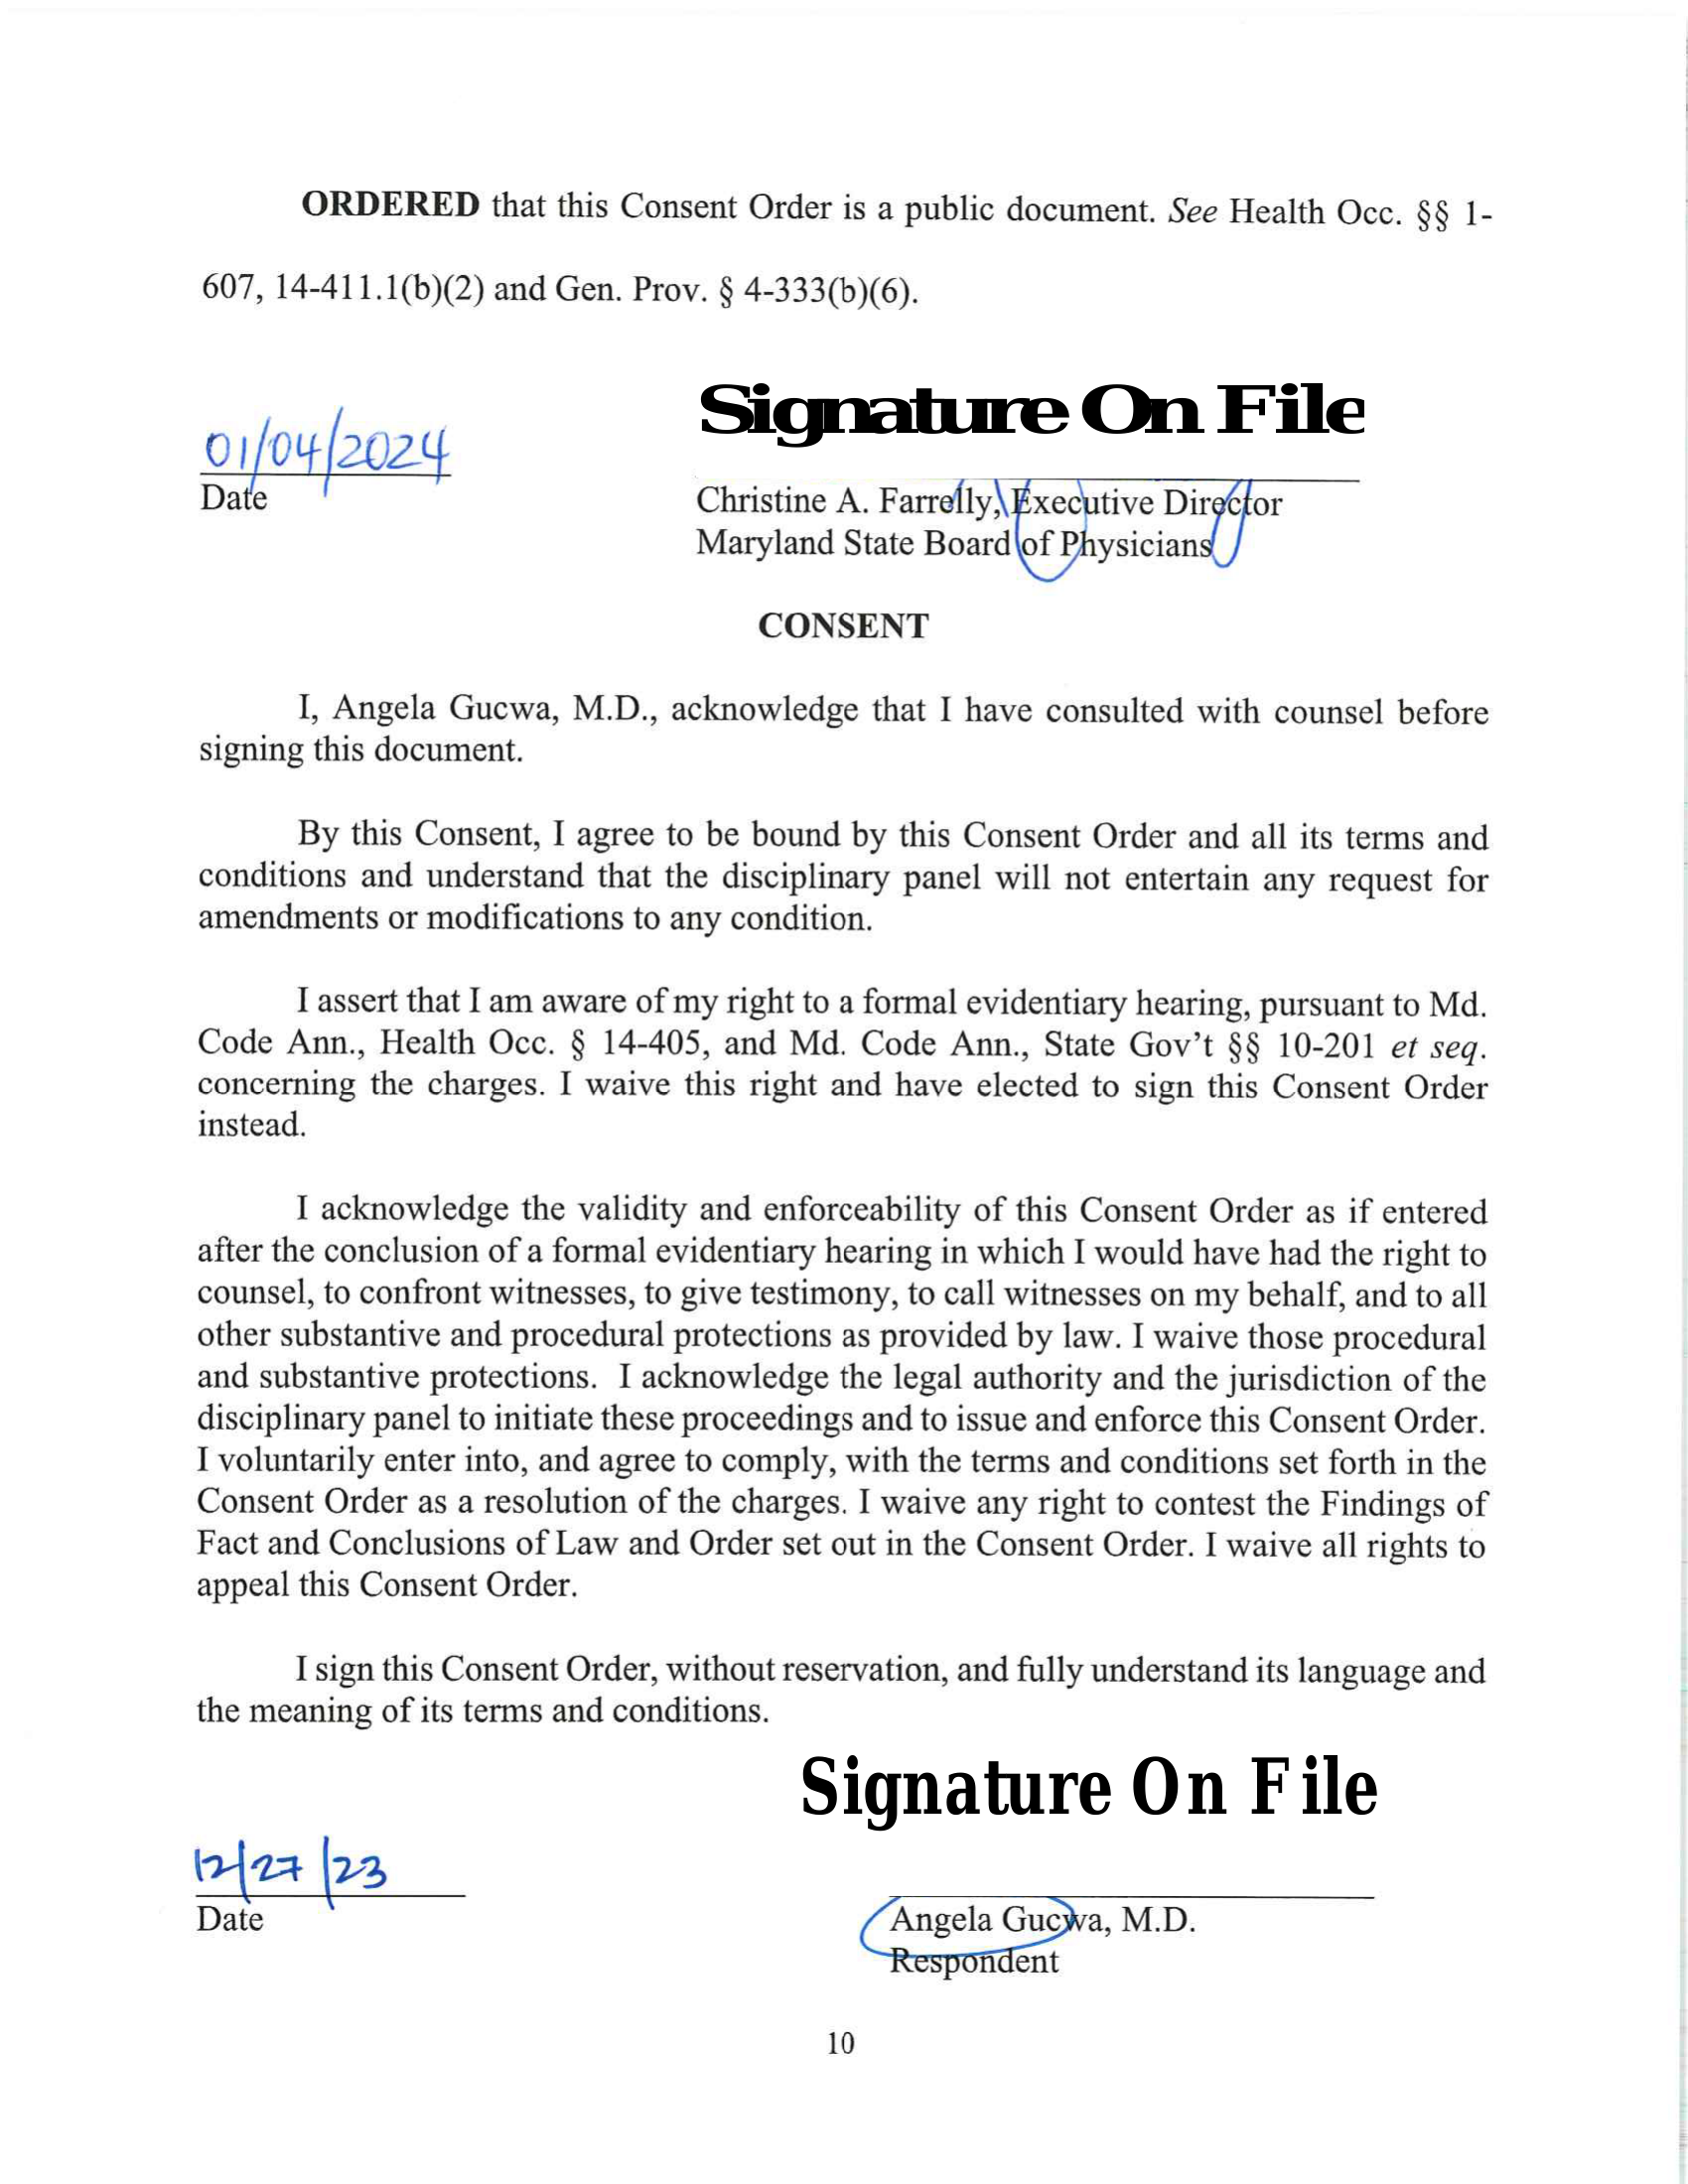 ORDERED that this Consent Order is a public document. See Health Occ. §§ 1-
607, 14-411.1(b)(2) and Gen. Prov. § 4-333(b)(6).
Signature On File
01/04/2024
Date
Christine A. Farrelly, Executive Director
Maryland State Board of Physicians
CONSENT
I, Angela Gucwa, M.D., acknowledge that I have consulted with counsel before
signing this document.
By this Consent, I agree to be bound by this Consent Order and all its terms and
conditions and understand that the disciplinary panel will not entertain any request for
amendments or modifications to any condition.
I assert that I am aware of my right to a formal evidentiary hearing, pursuant to Md.
Code Ann., Health Occ. § 14-405, and Md. Code Ann., State Gov't §§ 10-201 et seq.
concerning the charges. I waive this right and have elected to sign this Consent Order
instead.
I acknowledge the validity and enforceability of this Consent Order as if entered
after the conclusion of a formal evidentiary hearing in which I would have had the right to
counsel, to confront witnesses, to give testimony, to call witnesses on my behalf, and to all
other substantive and procedural protections as provided by law. I waive those procedural
and substantive protections. I acknowledge the legal authority and the jurisdiction of the
disciplinary panel to initiate these proceedings and to issue and enforce this Consent Order.
I voluntarily enter into, and agree to comply, with the terms and conditions set forth in the
Consent Order as a resolution of the charges. I waive any right to contest the Findings of
Fact and Conclusions of Law and Order set out in the Consent Order. I waive all rights to
appeal this Consent Order.
I sign this Consent Order, without reservation, and fully understand its language and
the meaning of its terms and conditions.
Signature On File
12/27/23
Date
Angela Gucwa, M.D.
Respondent
10